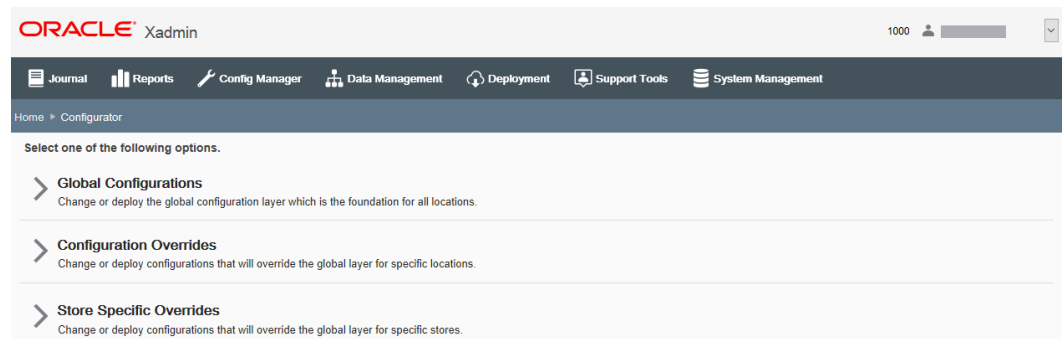 ORACLE Xadmin
1000
Journal Reports Config Manager Data Management Deployment Support Tools System Management
Home Configurator
Select one of the following options.
Global Configurations
Change or deploy the global configuration layer which is the foundation for all locations.
Configuration Overrides
Change or deploy configurations that will override the global layer for specific locations.
Store Specific Overrides
Change or deploy configurations that will override the global layer for specific stores.